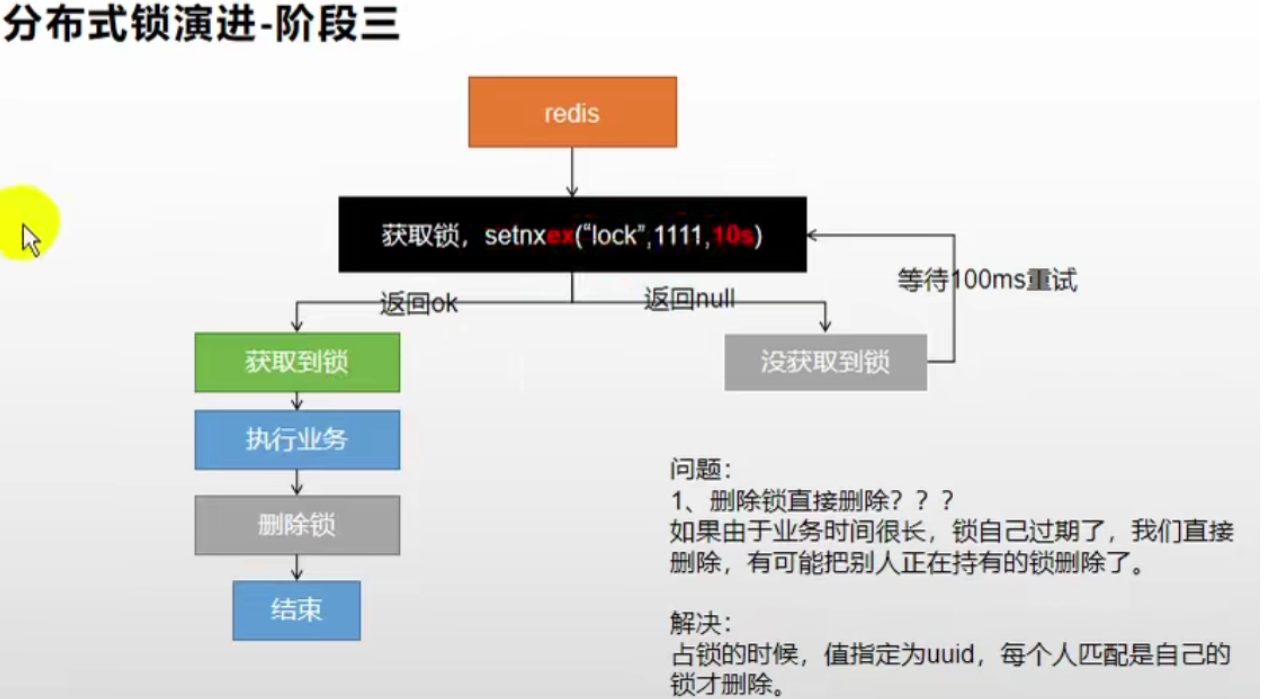 分布式锁演进-阶段三
redis
获取锁，setnxex(“lock”,1111,10s)
返回ok
返回null
等待100ms重试
获取到锁
没获取到锁
执行业务
删除锁
结束
问题：
1、删除锁直接删除？？？
如果由于业务时间很长，锁自己过期了，我们直接
删除，有可能把别人正在持有的锁删除了。
解决：
占锁的时候，值指定为uuid，每个人匹配是自己的
锁才删除。